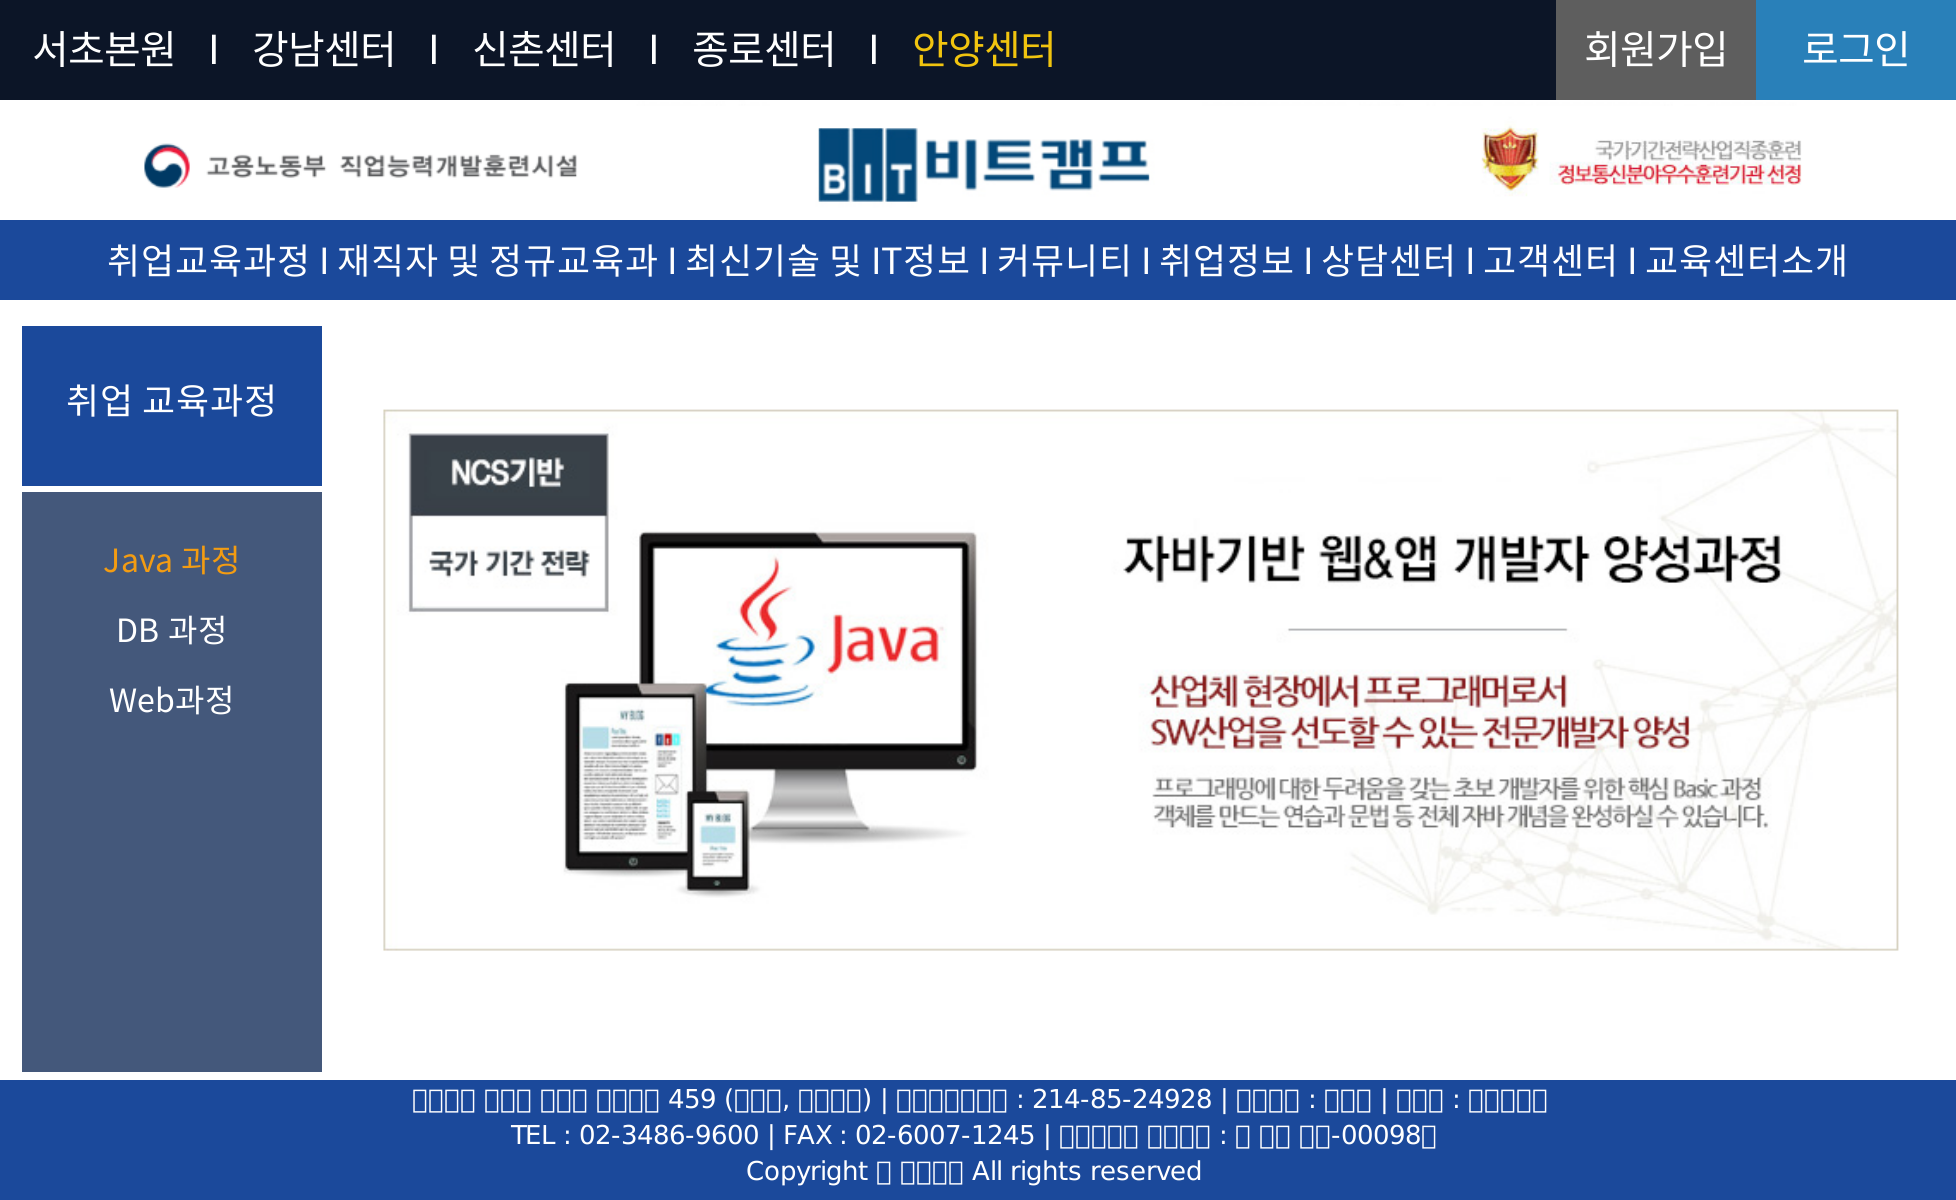 서초본원 I 강남센터 I 신촌센터 I 종로센터 I 안양센터 회원가입 로그인
고용노동부 직업능력개발훈련시설
BIT 비트캠프
국가기간전략산업직종훈련
정보통신분야우수훈련기관 선정
취업교육과정 I 재직자 및 정규교육과 I 최신기술 및 IT정보 I 커뮤니티 I 취업정보 I 상담센터 I 고객센터 I 교육센터소개
취업 교육과정
Java 과정
DB 과정
Web과정
NCS기반
국가 기간 전략
Java
MY BLOG
MY BLOG
자바기반 웹&앱 개발자 양성과정
산업체 현장에서 프로그래머로서
SW산업을 선도할 수 있는 전문개발자 양성
프로그래밍에 대한 두려움을 갖는 초보 개발자를 위한 핵심 Basic 과정
객체를 만드는 연습과 문법 등 전체 자바 개념을 완성하실 수 있습니다.
459 ( , ) | : 214-85-24928 | : | :
TEL : 02-3486-9600 | FAX : 02-6007-1245 | : -00098
Copyright All rights reserved